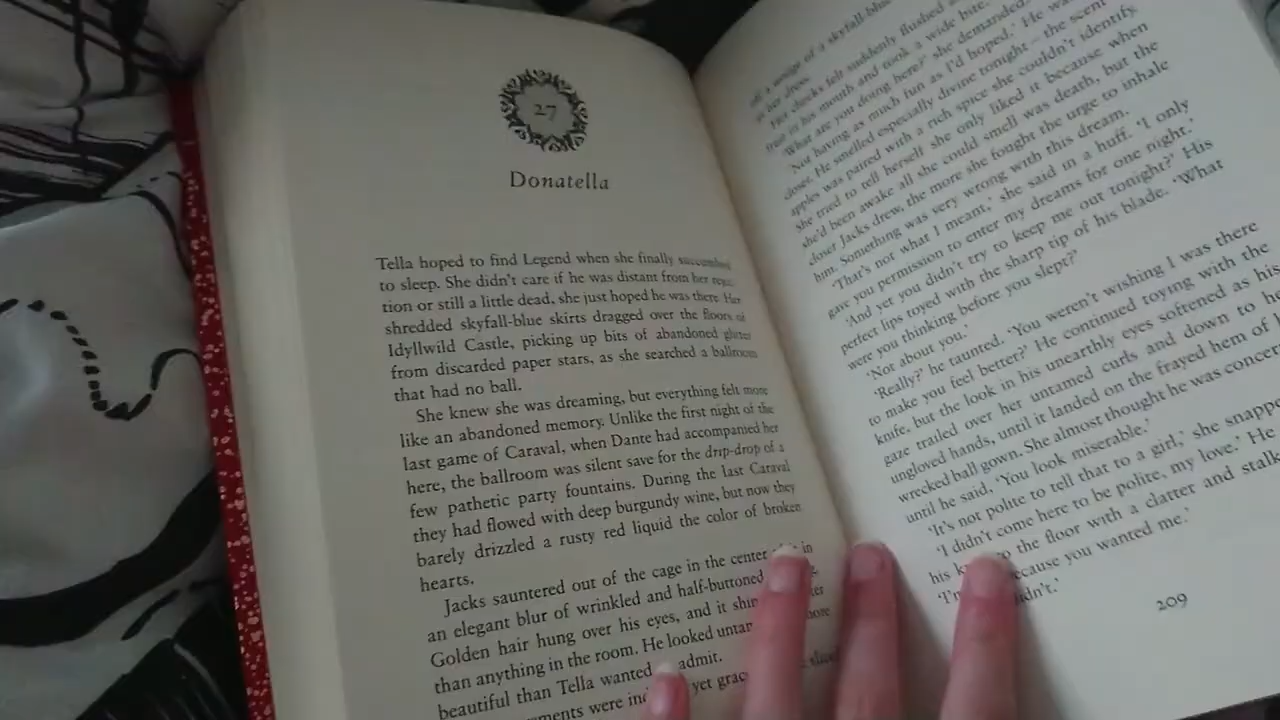 27
Donatella
Tella hoped to find Legend when she finally
to sleep. She didn't care if he was distant from her
tion or still a little dead, she just hoped he was there. Her
shredded skyfall-blue skirts dragged over the floors of
Idyllwild Castle, picking up bits of abandoned glitter
from discarded paper stars, as she searched a ballroom
that had no ball.
She knew she was dreaming, but everything felt more
like an abandoned memory. Unlike the first night of the
last game of Caraval, when Dante had accompanied her
here, the ballroom was silent save for the drip-drop of a
few pathetic party fountains. During the last Caraval
they had flowed with deep burgundy wine, but now they
barely drizzled a rusty red liquid the color of broken
hearts.
Jacks sauntered out of the cage in the center in
an elegant blur of wrinkled and half-buttoned
Golden hair hung over his eyes, and it
than anything in the room. He looked
beautiful than Tella wanted admit.
were yet
of a skyfall-blue
her dress.
Her cheeks felt suddenly flushed
fruit to his mouth and took a wide bite.
'What are you doing here?' she demanded.
'Not having as much fun as I'd hoped.' He was
closer. He smelled especially divine tonight – the scent
apples was paired with a rich spice she couldn't identify.
She tried to tell herself she only liked it because when
she'd been awake all she could smell was death, but the
closer Jacks drew, the more she fought the urge to inhale
him. Something was very wrong with this dream.
'That's not what I meant,' she said in a huff. 'I only
gave you permission to enter my dreams for one night.'
'And yet you didn't try to keep me out tonight?' His
perfect lips toyed with the sharp tip of his blade. 'What
were you thinking before you slept?'
'Not about you.'
'Really?' he taunted. 'You weren't wishing I was there
to make you feel better?' He continued toying with the
knife, but the look in his unearthly eyes softened as his
gaze trailed over her untamed curls and down to her
ungloved hands, until it landed on the frayed hem of
wrecked ball gown. She almost thought he was
until he said, 'You look miserable.'
'It's not polite to tell that to a girl,' she snapped
'I didn't come here to be polite, my love.' He
his the floor with a clatter and
because you wanted me.'
209